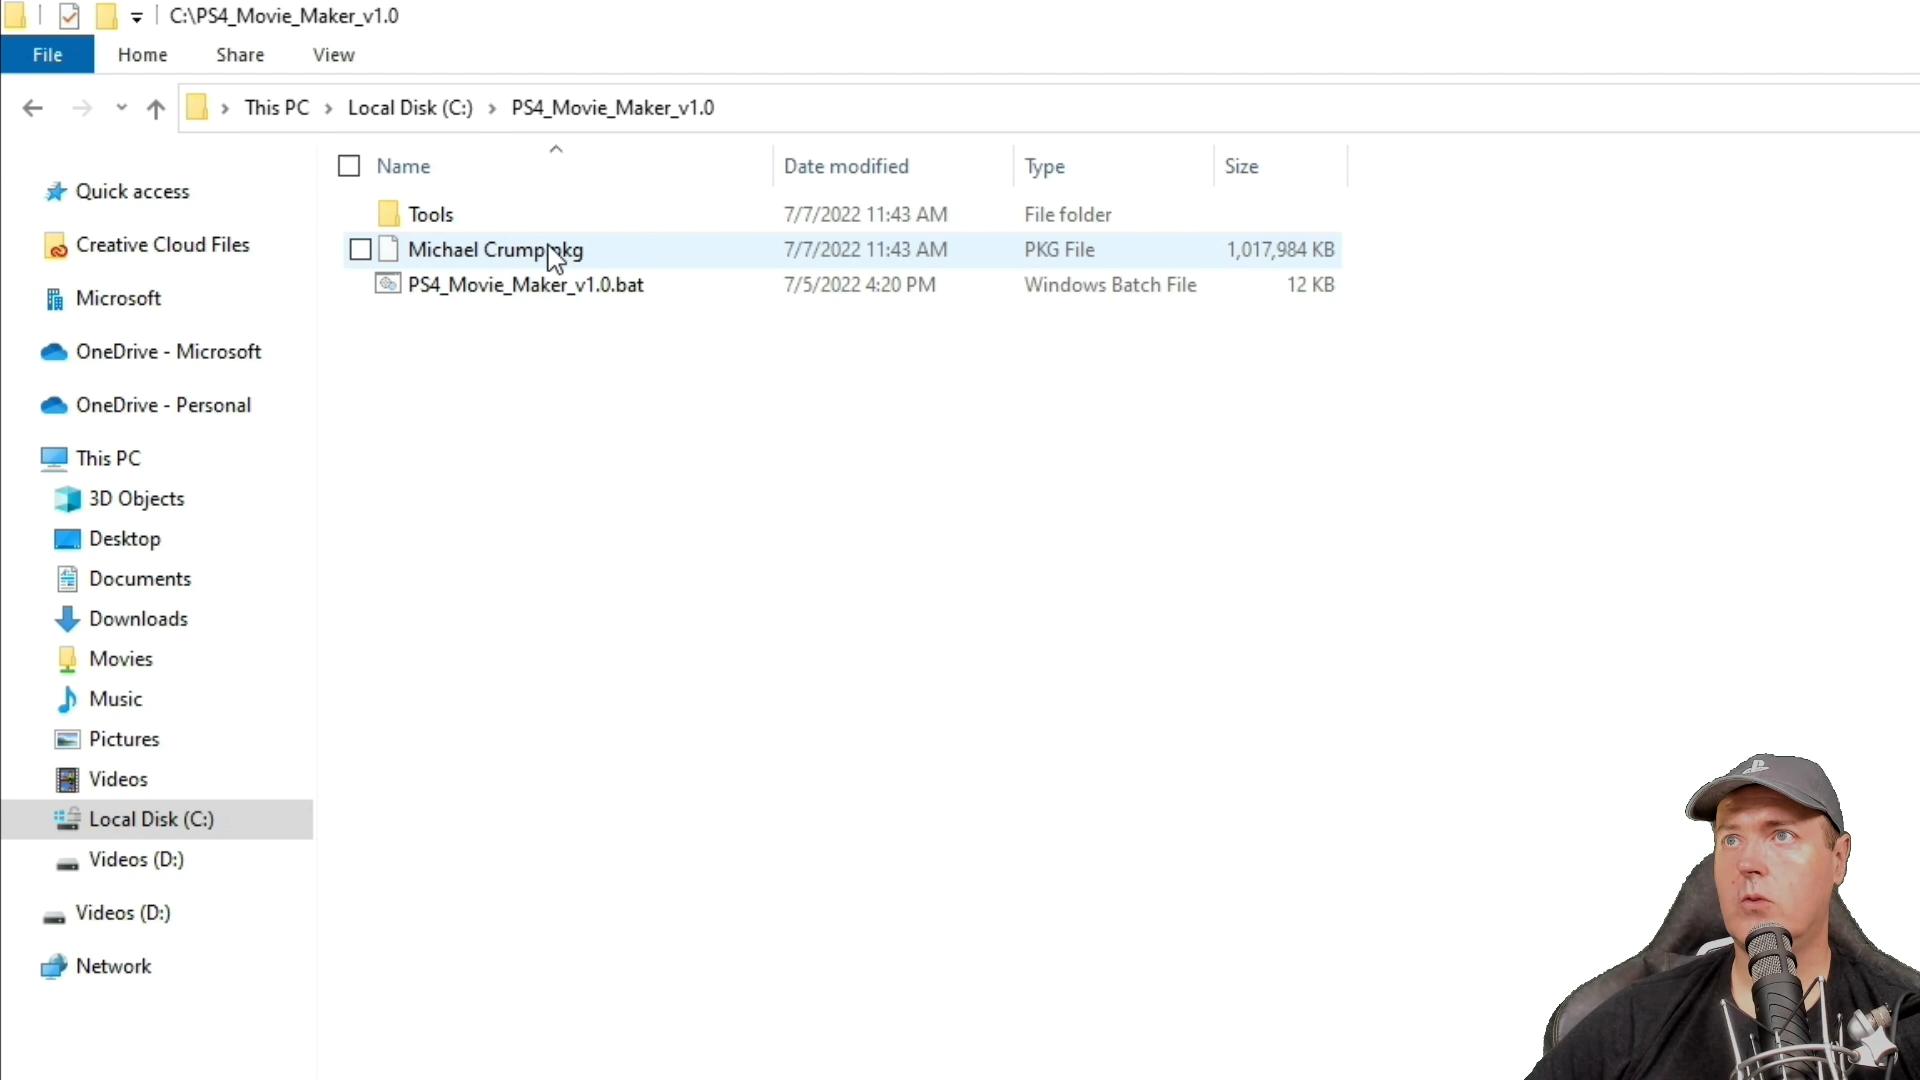 C:\PS4_Movie_Maker_v1.0
File Home Share View
This PC Local Disk (C:) PS4_Movie_Maker_v1.0
Name Date modified Type Size
Tools 7/7/2022 11:43 AM File folder
Michael Crump.pkg 7/7/2022 11:43 AM PKG File 1,017,984 KB
PS4_Movie_Maker_v1.0.bat 7/5/2022 4:20 PM Windows Batch File 12 KB
Quick access
Creative Cloud Files
Microsoft
OneDrive - Microsoft
OneDrive - Personal
This PC
3D Objects
Desktop
Documents
Downloads
Movies
Music
Pictures
Videos
Local Disk (C:)
Videos (D:)
Videos (D:)
Network